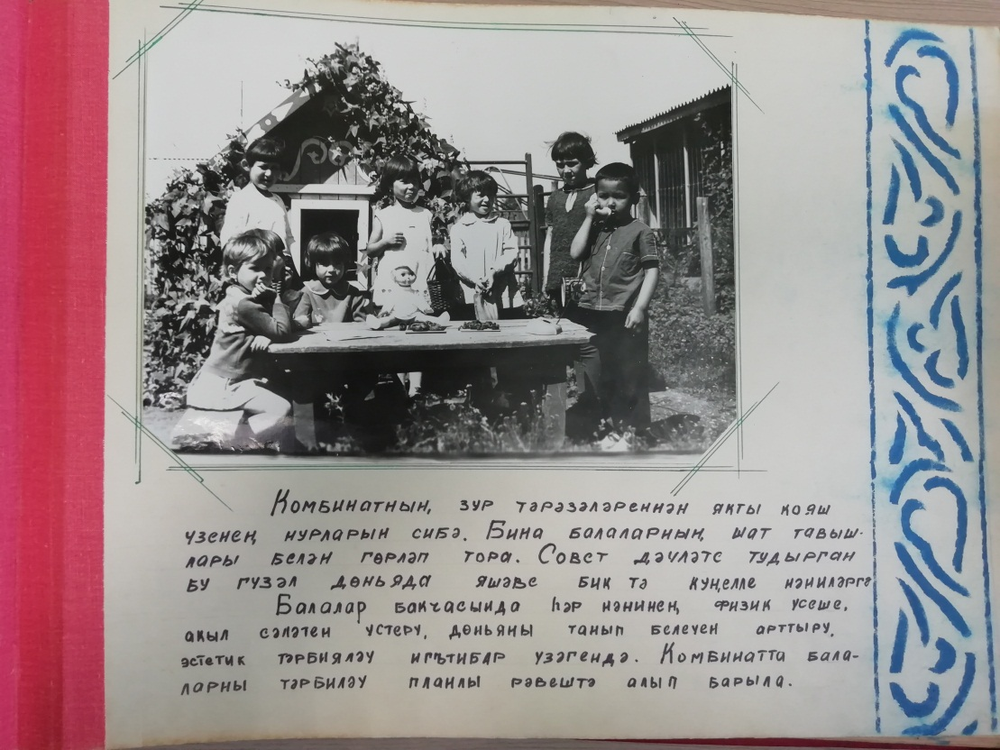 Комбинатның зур тәрәзәләреннән якты кояш
үзенең нурларын сибә. Бина балаларның шат тавыш-
лары белән гөрләп тора. Совет дәүләте тудырган
бу гүзәл дөньяда яшәве бик тә күңелле нәниләргә
Балалар бакчасында һәр нәнинең физик үсеше,
акыл сәләтен үстерү, дөньяны танып белеүен арттыру,
эстетик тәрбияләү игътибар үзәгендә. Комбинатта бала-
ларны тәрбиләү планлы рәвештә алып барыла.